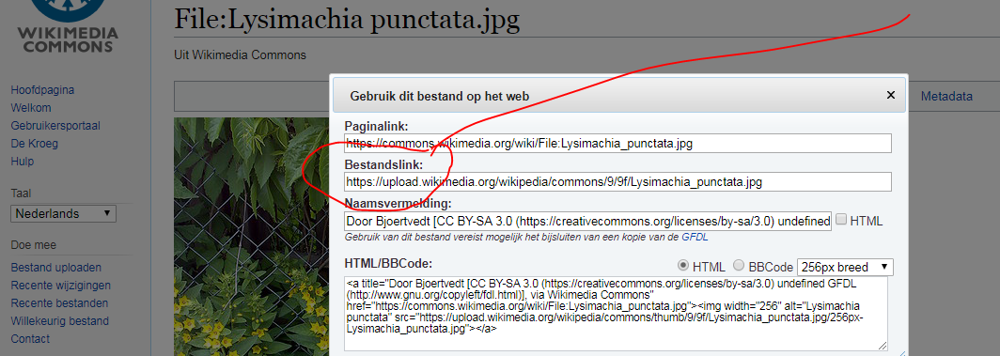 File:Lysimachia punctata.jpg
WIKIMEDIA
COMMONS
Uit Wikimedia Commons
Hoofdpagina
Welkom
Gebruikersportaal
De Kroeg
Hulp
Taal
Nederlands
Doe mee
Bestand uploaden
Recente wijzigingen
Recente bestanden
Willekeurig bestand
Contact
Metadata
Gebruik dit bestand op het web
Paginalink:
https://commons.wikimedia.org/wiki/File:Lysimachia_punctata.jpg
Bestandslink:
https://upload.wikimedia.org/wikipedia/commons/9/9f/Lysimachia_punctata.jpg
Naamsvermelding:
Door Bjoertvedt [CC BY-SA 3.0 (https://creativecommons.org/licenses/by-sa/3.0) undefined
HTML
Gebruik van dit bestand vereist mogelijk het bijsluiten van een kopie van de GFDL
HTML/BBCode:
HTML BBCode 256px breed
<a title="Door Bjoertvedt [CC BY-SA 3.0 (https://creativecommons.org/licenses/by-sa/3.0) undefined GFDL
(http://www.gnu.org/copyleft/fdl.html)], via Wikimedia Commons"
href="https://commons.wikimedia.org/wiki/File:Lysimachia_punctata.jpg"><img width="256" alt="Lysimachia
punctata" src="https://upload.wikimedia.org/wikipedia/commons/thumb/9/9f/Lysimachia_punctata.jpg/256px-
Lysimachia_punctata.jpg"></a>